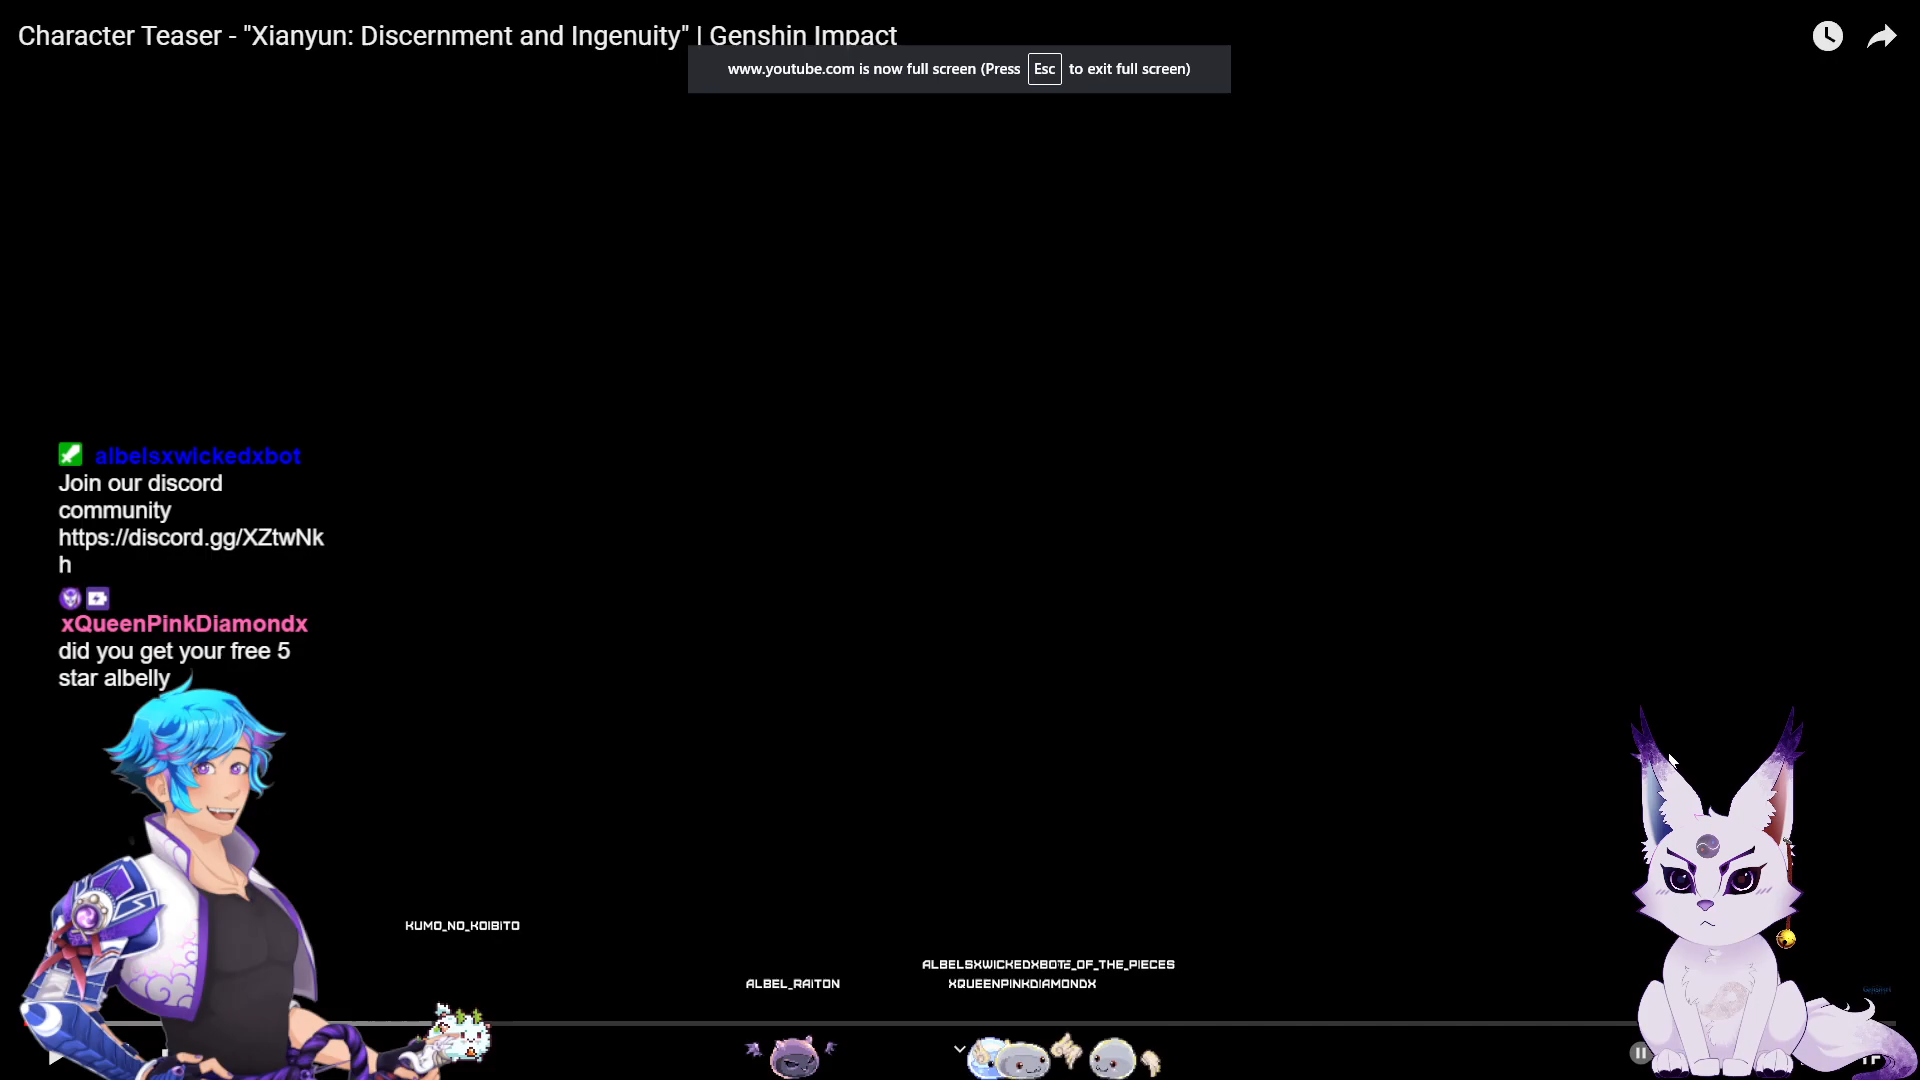 Character Teaser - "Xianyun: Discernment and Ingenuity" | Genshin Impact
www.youtube.com is now full screen (Press Esc to exit full screen)
albelsxwickedxbot
Join our discord
community
https://discord.gg/XZtwNk
h
xQueenPinkDiamondx
did you get your free 5
star albelly
KUMO_NO_KOIBITO
ALBELSXWICKEDXBOT
E_OF_THE_PIECES
ALBEL_RAITON
XQUEENPINKDIAMONDX